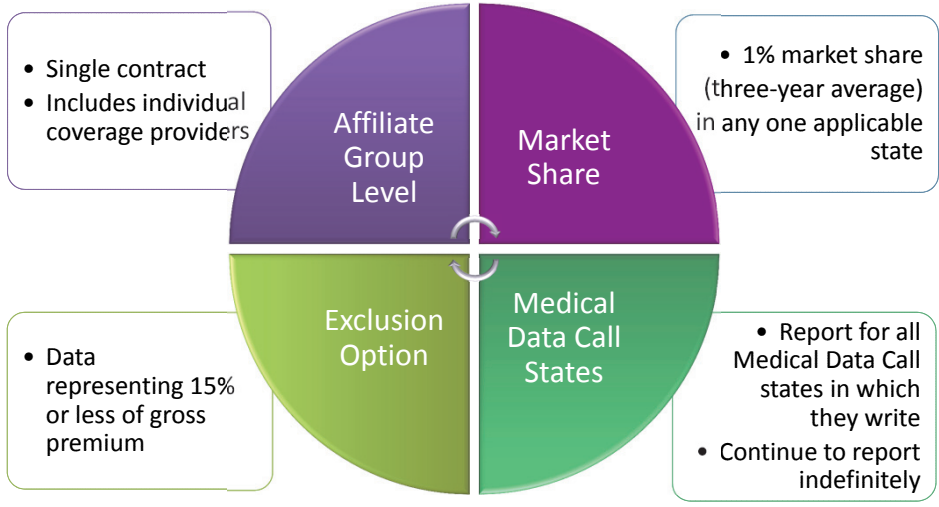 • Single contract
• Includes individual
coverage providers
Affiliate
Group
Level
Market
Share
• 1% market share
(three-year average)
in any one applicable
state
• Data
representing 15%
or less of gross
premium
Exclusion
Option
Medical
Data Call
States
• Report for all
Medical Data Call
states in which
they write
• Continue to report
indefinitely